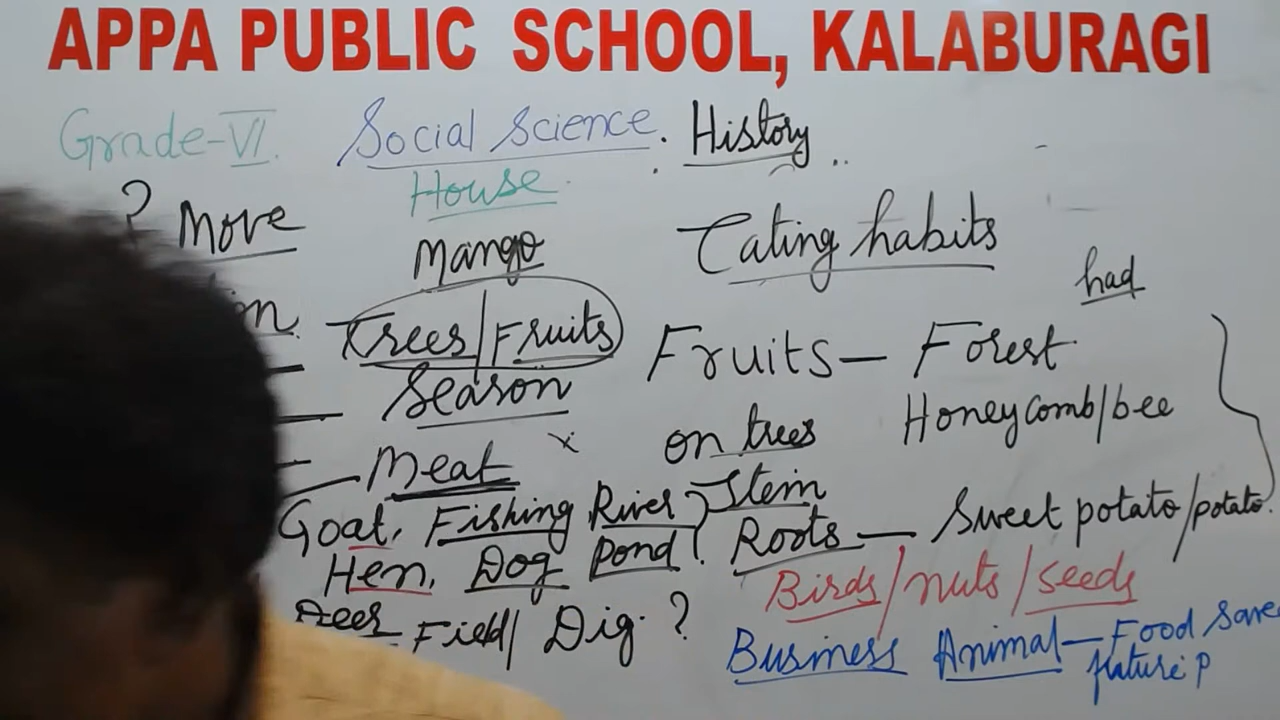 APPA PUBLIC SCHOOL, KALABURAGI
Grade-VI. Social Science. History..
House
? Move
Mango
Eating habits
had
Trees/Fruits
Fruits — Forest
Season
Honeycomb/bee
on trees
Meat x
Stem
Goat, Fishing River
Roots — Sweet potato/potato.
Hen, Dog Pond
Birds/nuts/seeds
Deer Field/ Dig ?
Business Animal — Food save